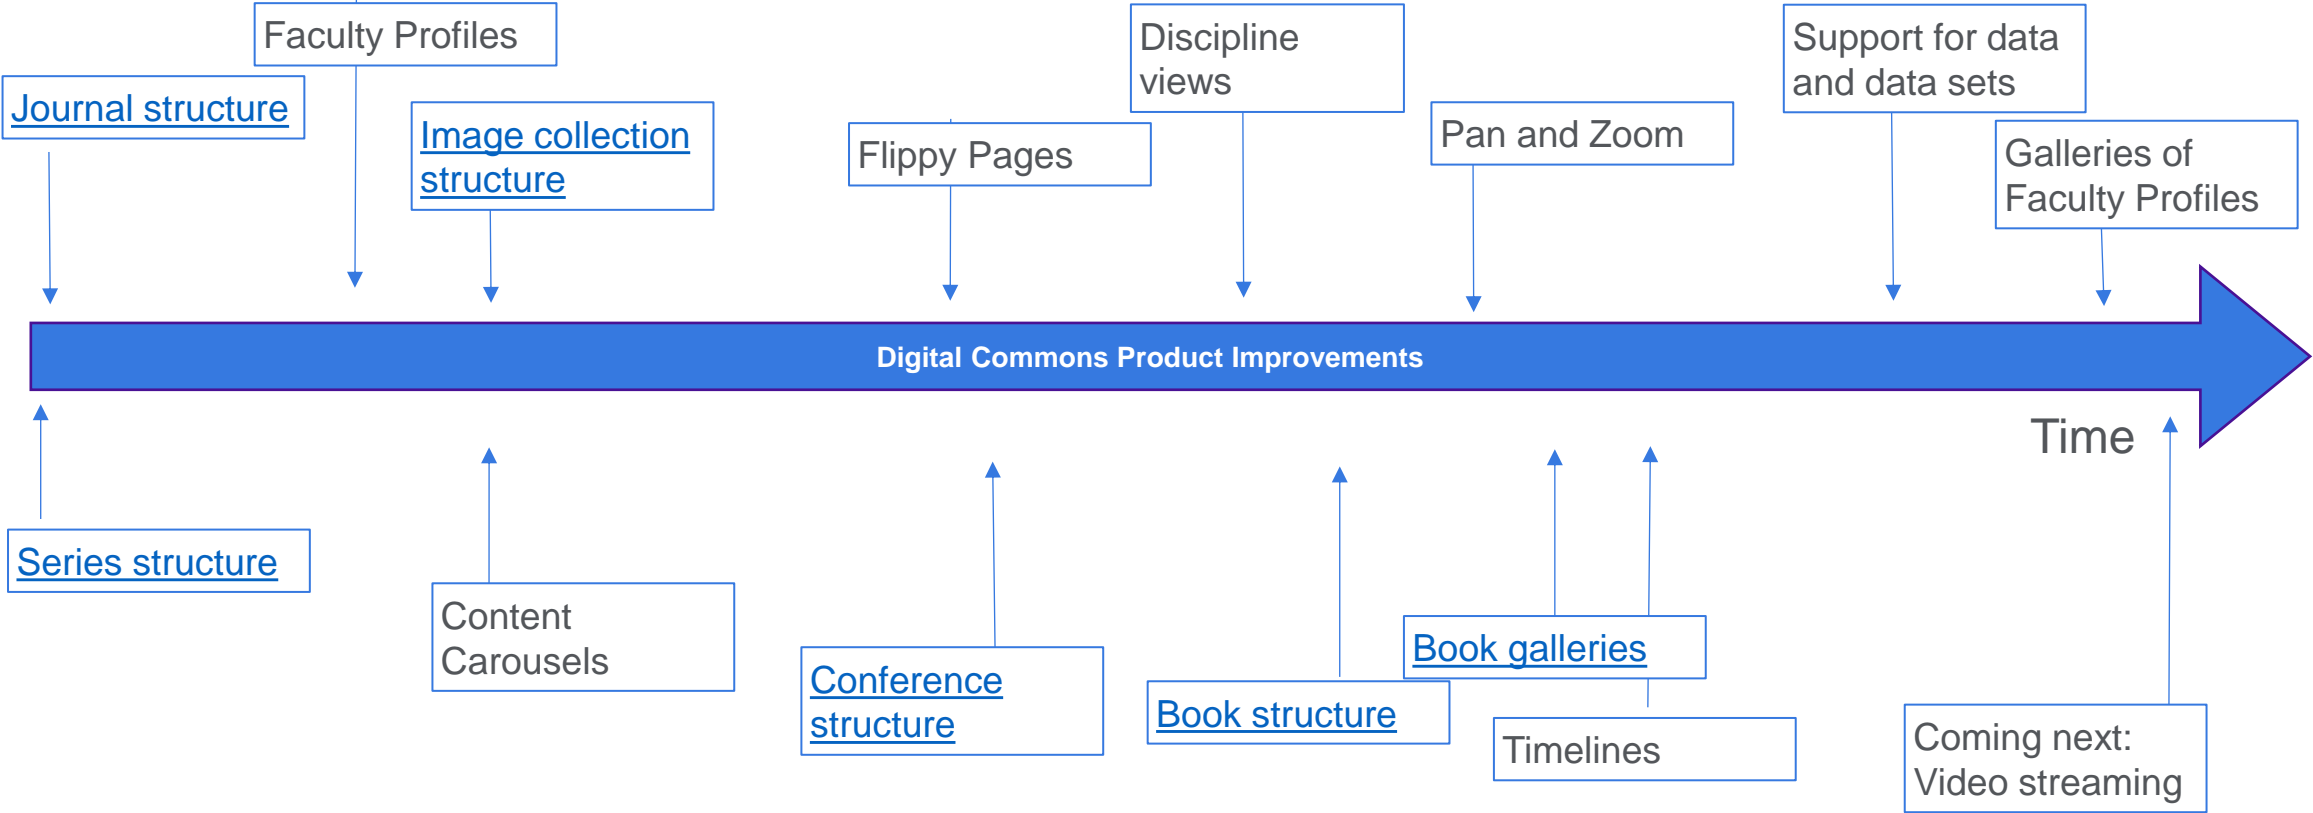 Faculty Profiles
Journal structure
Image collection
structure
Flippy Pages
Discipline
views
Pan and Zoom
Support for data
and data sets
Galleries of
Faculty Profiles
Digital Commons Product Improvements
Time
Series structure
Content
Carousels
Conference
structure
Book structure
Book galleries
Timelines
Coming next:
Video streaming